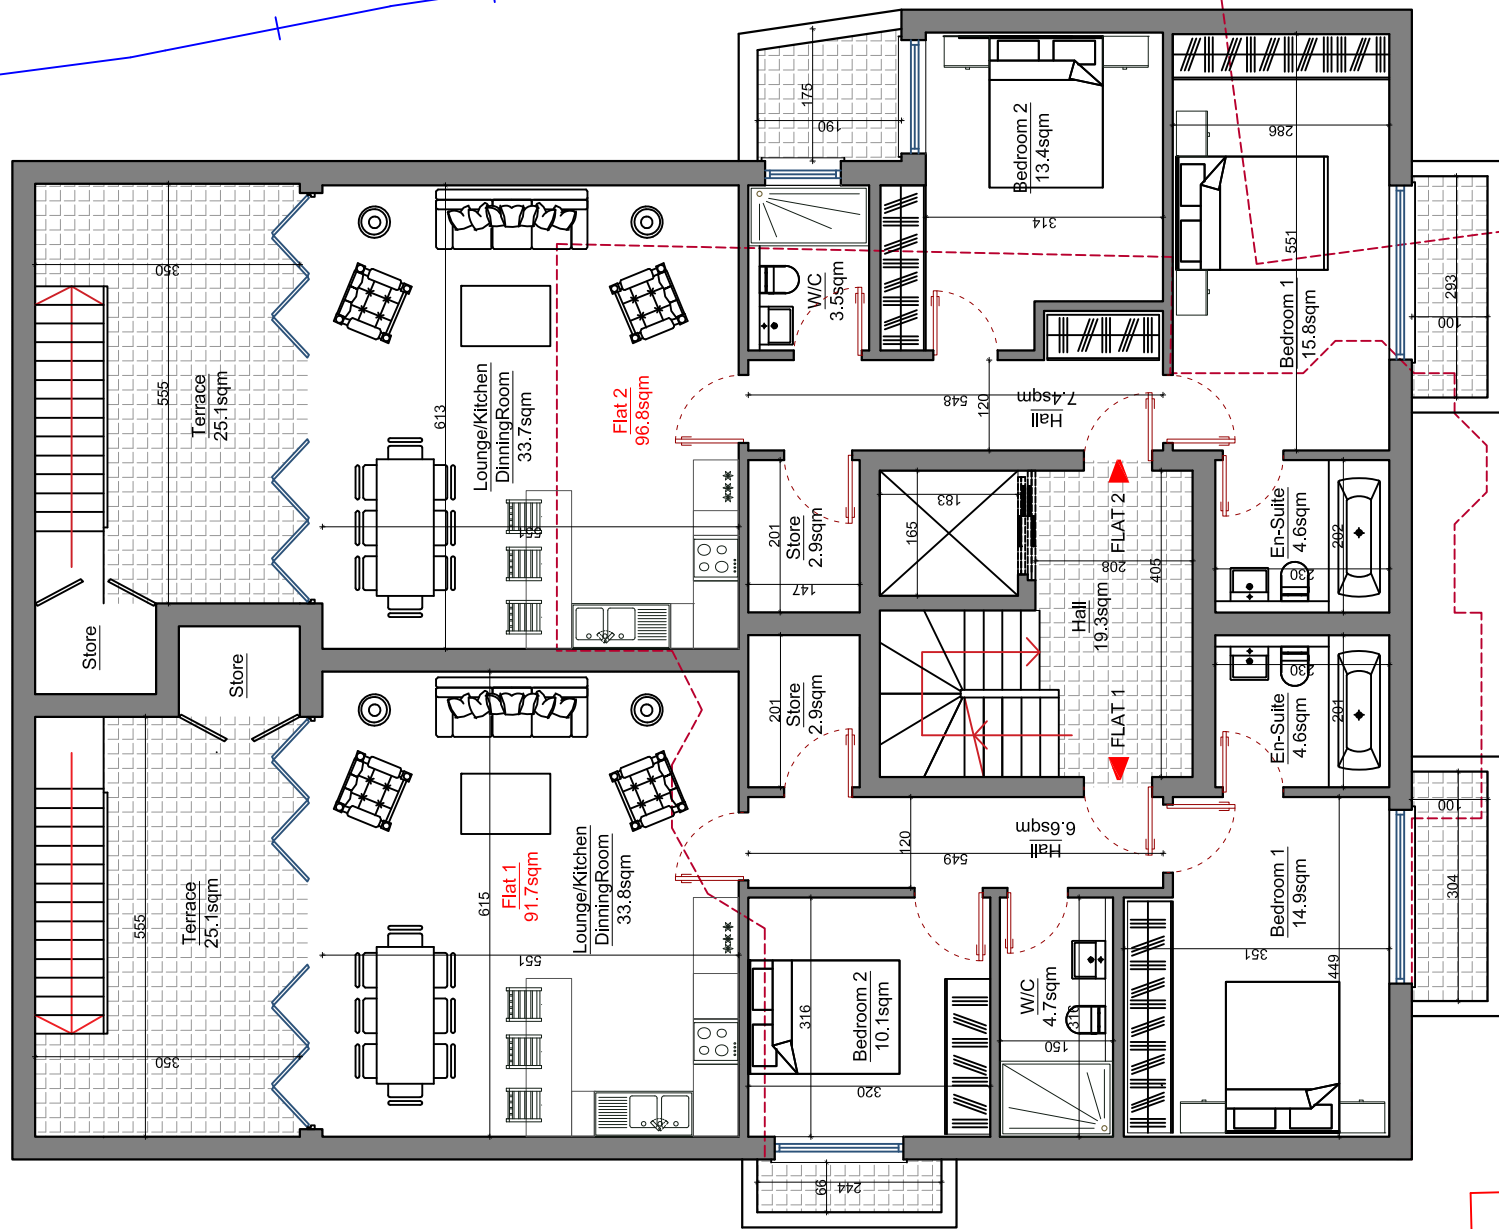 175
190
Bedroom 2
13.4sqm
314
286
551
Bedroom 1
15.8sqm
293
100
350
555
Terrace
25.1sqm
613
Lounge/Kitchen
DinningRoom
33.7sqm
551
Flat 2
96.8sqm
W/C
3.5sqm
548
120
Hall
7.4sqm
Store
2.9sqm
201
147
183
165
FLAT 2
208
405
Hall
19.3sqm
FLAT 1
En-Suite
4.6sqm
202
230
Store
Store
Store
2.9sqm
201
En-Suite
4.6sqm
201
230
Terrace
25.1sqm
555
350
615
Lounge/Kitchen
DinningRoom
33.8sqm
551
Flat 1
91.7sqm
120
549
Hall
6.6sqm
Bedroom 2
10.1sqm
316
320
W/C
4.7sqm
316
150
Bedroom 1
14.9sqm
351
449
100
304
66
244